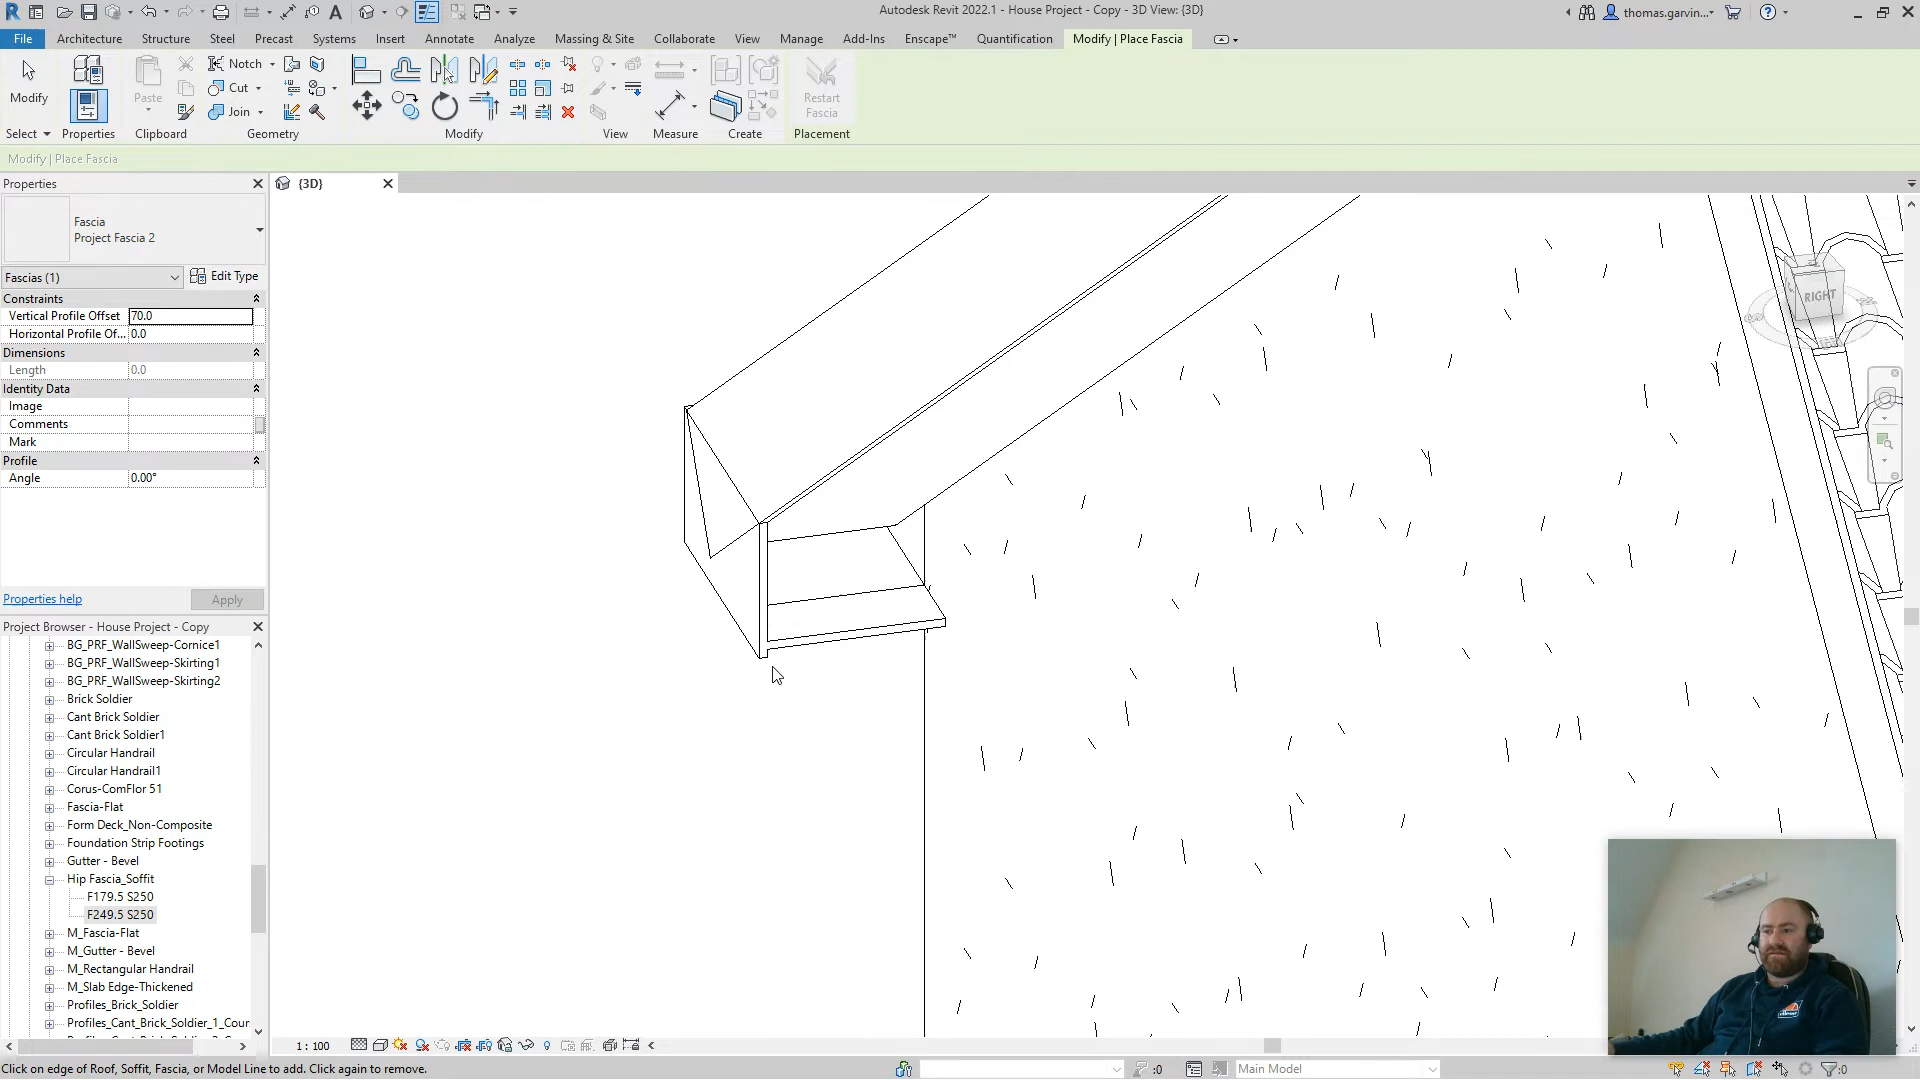 Autodesk Revit 2022.1 - House Project - Copy - 3D View: {3D}
thomas.garvin...
File
Architecture
Structure
Steel
Precast
Systems
Insert
Annotate
Analyze
Massing & Site
Collaborate
View
Manage
Add-Ins
Enscape™
Quantification
Modify | Place Fascia
Modify
Paste
Notch
Cut
Join
Restart
Fascia
Select
Properties
Clipboard
Geometry
Modify
View
Measure
Create
Placement
Modify | Place Fascia
Properties
{3D}
Fascia
Project Fascia 2
Fascias (1)
Edit Type
Constraints
Vertical Profile Offset 70.0
Horizontal Profile Of... 0.0
Dimensions
Length 0.0
Identity Data
Image
Comments
Mark
Profile
Angle 0.00°
Properties help
Apply
Project Browser - House Project - Copy
BG_PRF_WallSweep-Cornice1
BG_PRF_WallSweep-Skirting1
BG_PRF_WallSweep-Skirting2
Brick Soldier
Cant Brick Soldier
Cant Brick Soldier1
Circular Handrail
Circular Handrail1
Corus-ComFlor 51
Fascia-Flat
Form Deck_Non-Composite
Foundation Strip Footings
Gutter - Bevel
Hip Fascia_Soffit
F179.5 S250
F249.5 S250
M_Fascia-Flat
M_Gutter - Bevel
M_Rectangular Handrail
M_Slab Edge-Thickened
Profiles_Brick_Soldier
Profiles_Cant_Brick_Soldier_1_Cour
RIGHT
1 : 100
Click on edge of Roof, Soffit, Fascia, or Model Line to add. Click again to remove.
:0
Main Model
:0